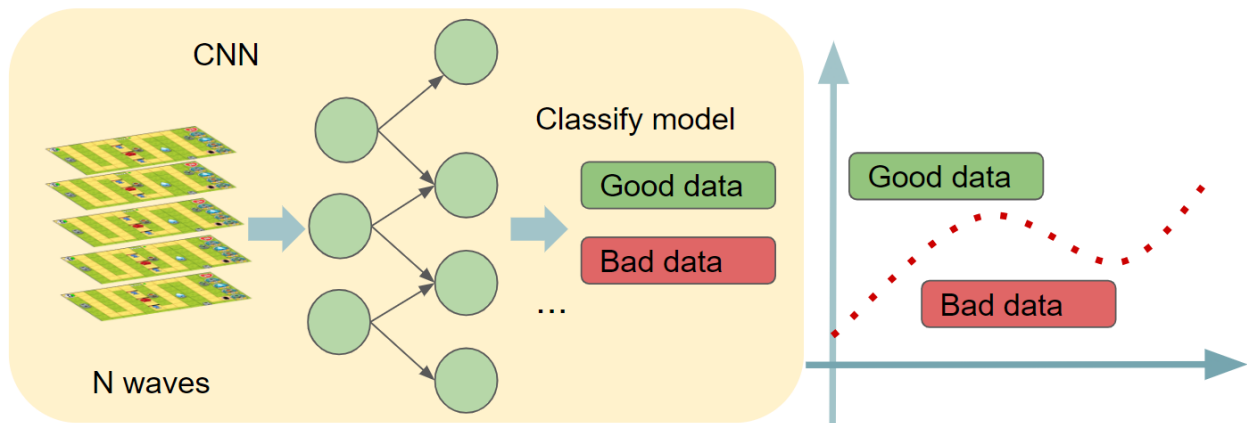 CNN
Classify model
Good data
Bad data
...
N waves
Good data
Bad data